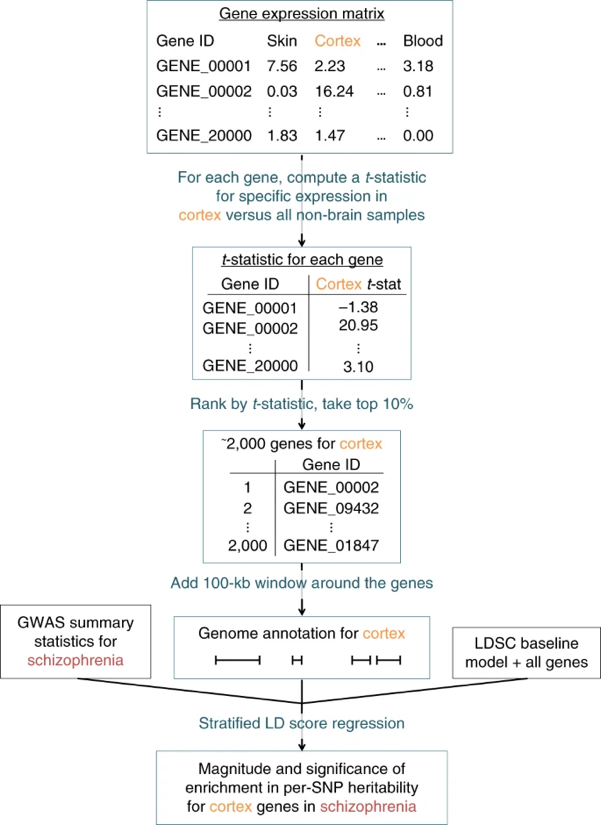 Gene expression matrix
Gene ID Skin Cortex ... Blood
GENE_00001 7.56 2.23 ... 3.18
GENE_00002 0.03 16.24 ... 0.81
⋮ ⋮ ⋮ ⋮
GENE_20000 1.83 1.47 ... 0.00
For each gene, compute a t-statistic
for specific expression in
cortex versus all non-brain samples
t-statistic for each gene
Gene ID Cortex t-stat
GENE_00001 –1.38
GENE_00002 20.95
⋮ ⋮
GENE_20000 3.10
Rank by t-statistic, take top 10%
~2,000 genes for cortex
Gene ID
1 GENE_00002
2 GENE_09432
⋮ ⋮
2,000 GENE_01847
Add 100-kb window around the genes
GWAS summary
statistics for
schizophrenia
Genome annotation for cortex
LDSC baseline
model + all genes
Stratified LD score regression
Magnitude and significance of
enrichment in per-SNP heritability
for cortex genes in schizophrenia